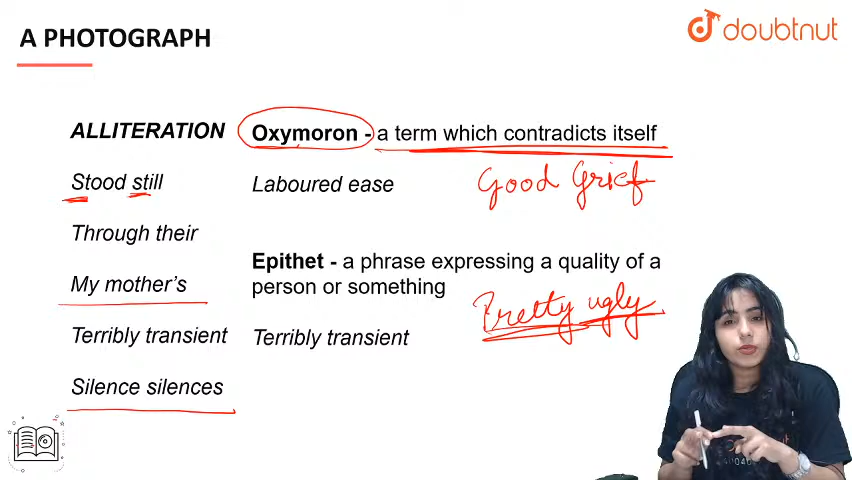 A PHOTOGRAPH
doubtnut
ALLITERATION
Stood still
Through their
My mother's
Terribly transient
Silence silences
Oxymoron - a term which contradicts itself
Laboured ease
Good Grief
Epithet - a phrase expressing a quality of a
person or something
Pretty ugly
Terribly transient